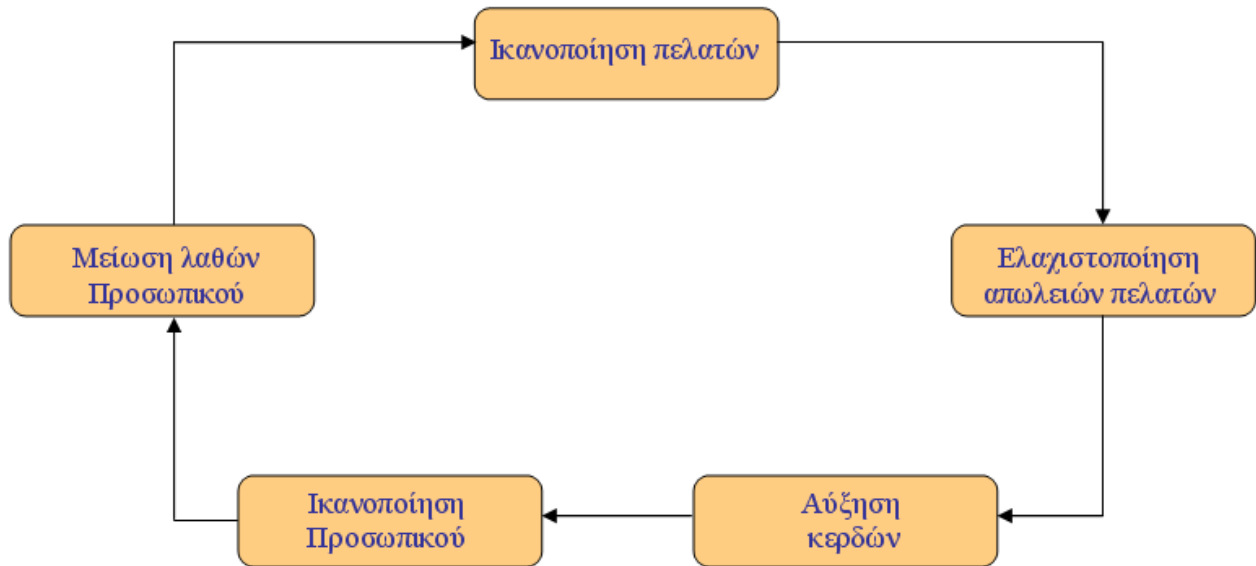 Ικανοποίηση πελατών
Μείωση λαθών
Προσωπικού
Ελαχιστοποίηση
απωλειών πελατών
Ικανοποίηση
Προσωπικού
Αύξηση
κερδών